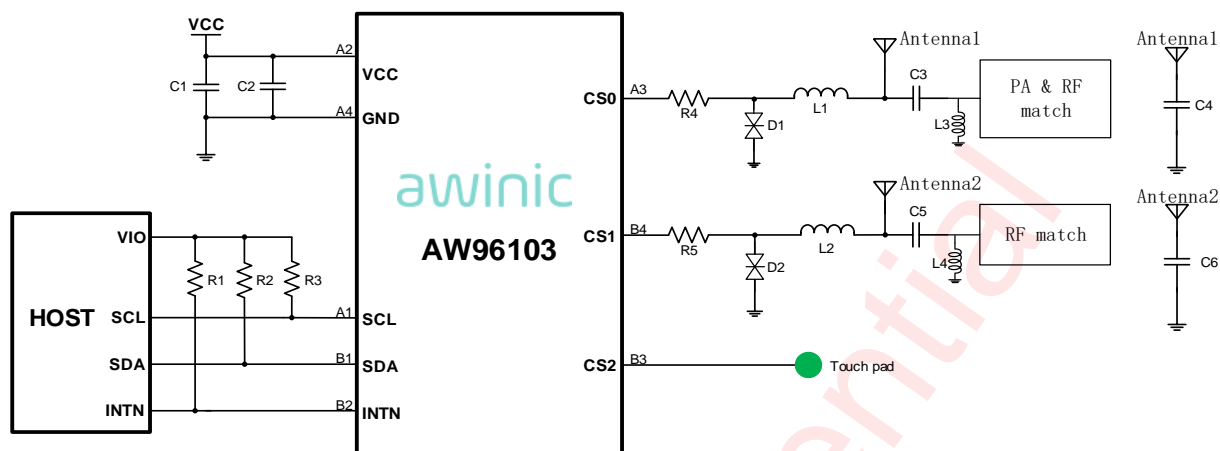 VCC
C1
C2
A2
VCC
A4
GND
awinic
AW96103
CS0
A3
R4
D1
L1
Antenna1
C3
L3
PA & RF
match
Antenna1
C4
CS1
B4
R5
D2
L2
Antenna2
C5
L4
RF match
Antenna2
C6
CS2
B3
Touch pad
HOST
VIO
R1
R2
R3
SCL
A1
SCL
SDA
B1
SDA
INTN
B2
INTN